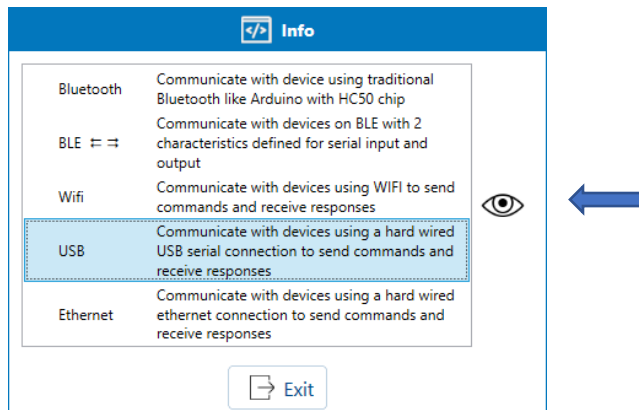 </> Info
Bluetooth
Communicate with device using traditional
Bluetooth like Arduino with HC50 chip
BLE ⇇ ⇉
Communicate with devices on BLE with 2
characteristics defined for serial input and
output
Wifi
Communicate with devices using WIFI to send
commands and receive responses
USB
Communicate with devices using a hard wired
USB serial connection to send commands and
receive responses
Ethernet
Communicate with devices using a hard wired
ethernet connection to send commands and
receive responses
Exit